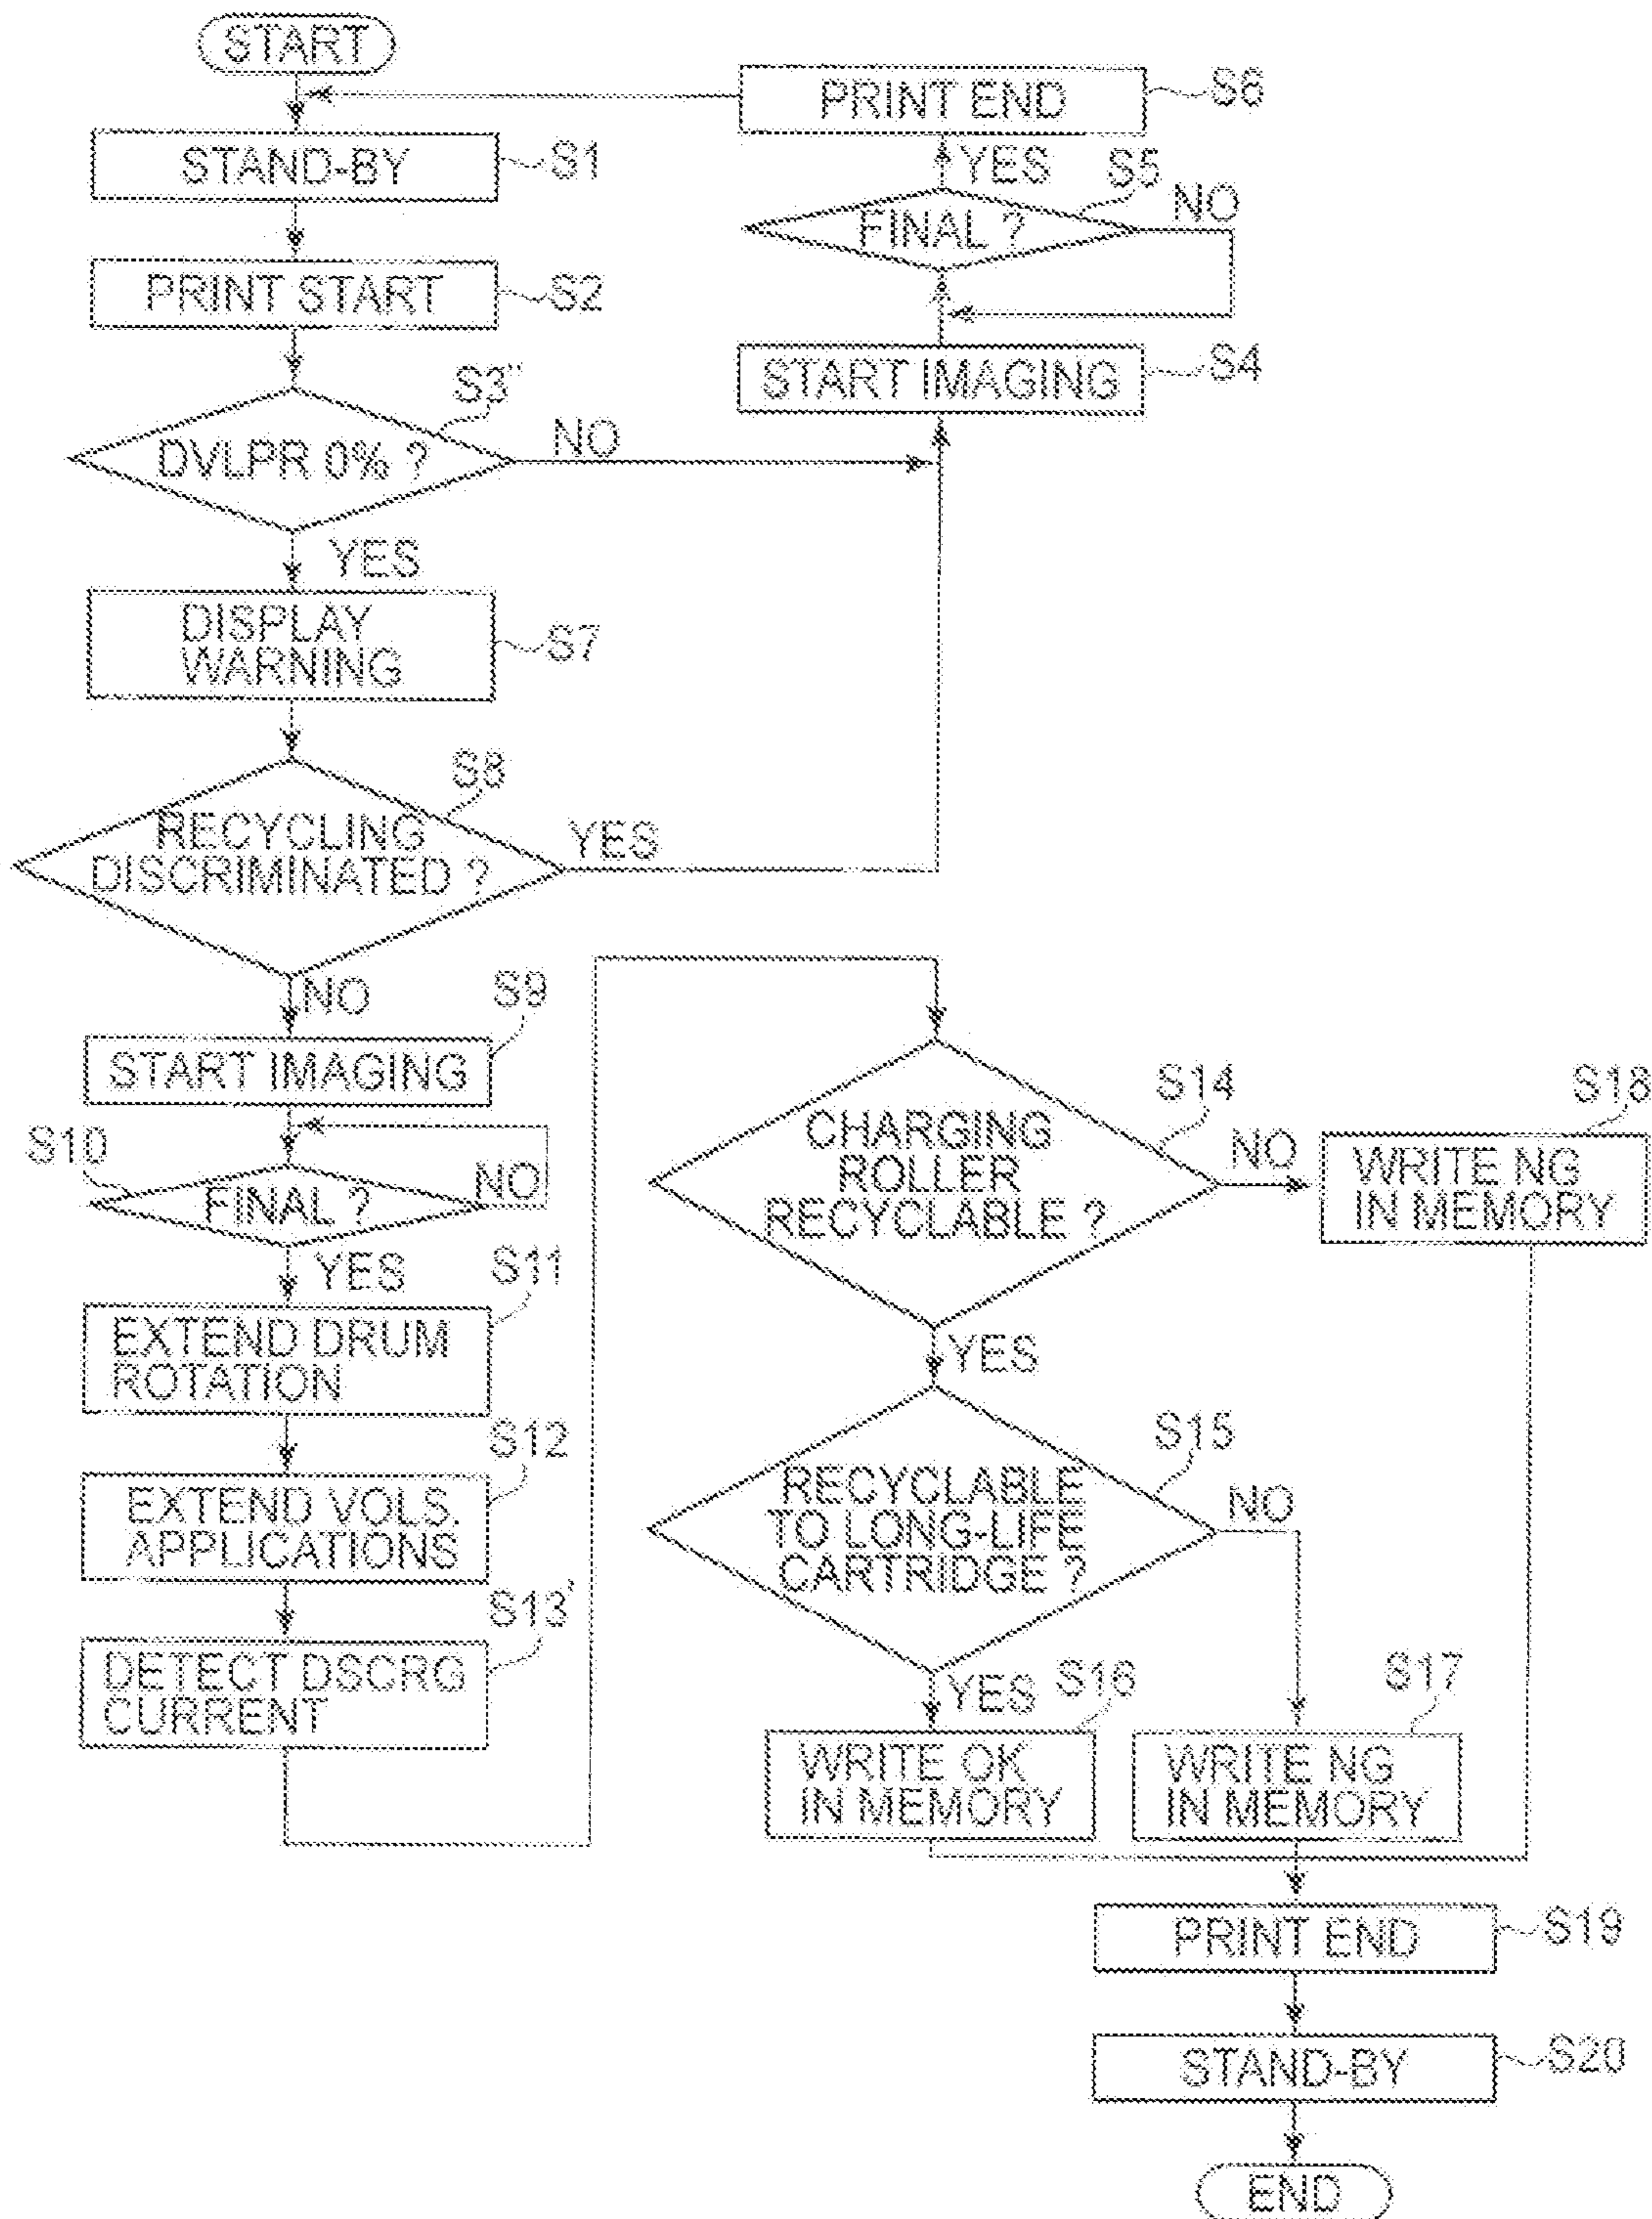 START
STAND-BY
S1
PRINT START
S2
S3"
DVLPR 0% ?
NO
YES
DISPLAY
WARNING
S7
S8
RECYCLING
DISCRIMINATED ?
YES
NO
S9
START IMAGING
S10
FINAL ?
NO
YES
S11
EXTEND DRUM
ROTATION
S12
EXTEND VOLS.
APPLICATIONS
S13'
DETECT DSCRG
CURRENT
PRINT END
S6
YES
S5
NO
FINAL ?
START IMAGING
S4
S14
CHARGING
ROLLER
RECYCLABLE ?
NO
S18
WRITE NG
IN MEMORY
YES
S15
RECYCLABLE
TO LONG-LIFE
CARTRIDGE ?
NO
YES
S16
WRITE OK
IN MEMORY
S17
WRITE NG
IN MEMORY
PRINT END
S19
STAND-BY
S20
END